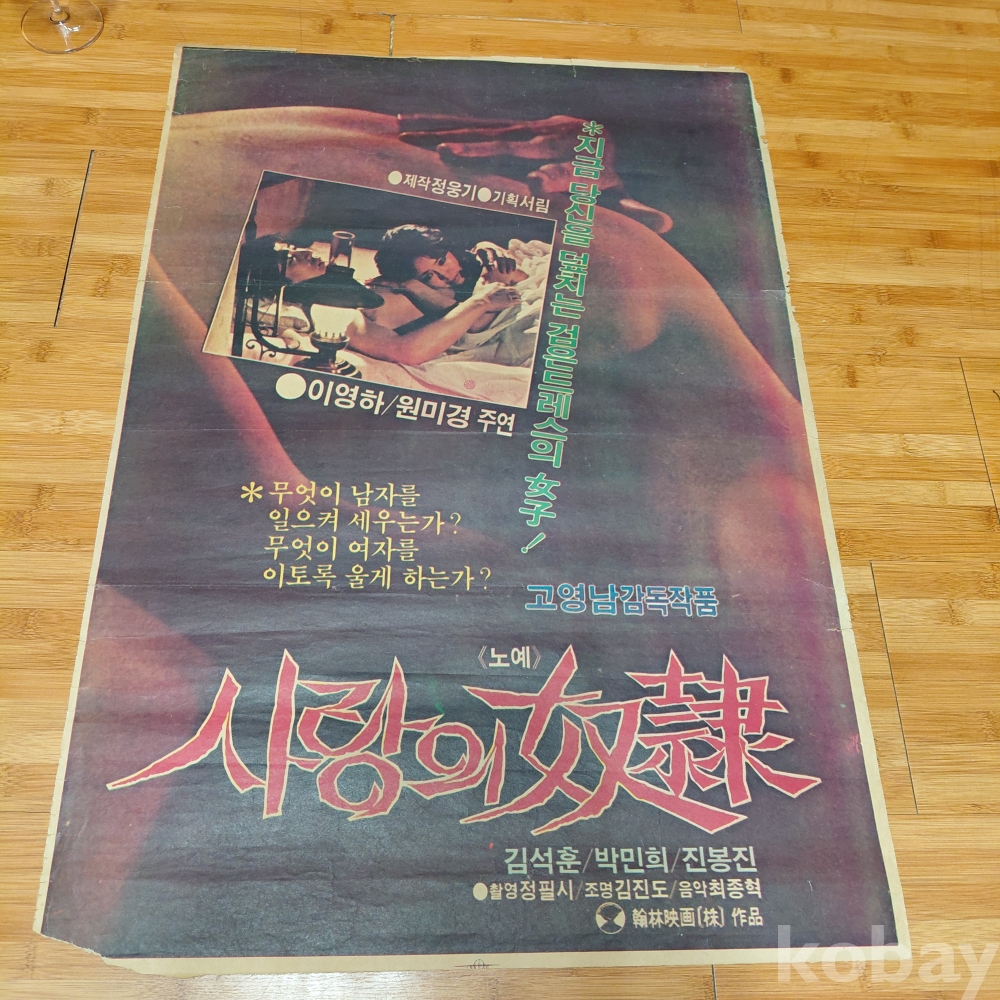 ●제작정웅기●기획서림
*지금 당신을 덮치는 검은드레스의 女子!
●이영하/원미경 주연
*무엇이 남자를
일으켜 세우는가?
무엇이 여자를
이토록 울게 하는가?
고영남감독작품
《노예》
사랑의奴隷
김석훈/박민희/진봉진
●촬영정필시/조명김진도/음악최종혁
翰林映画(株) 作品
kobay